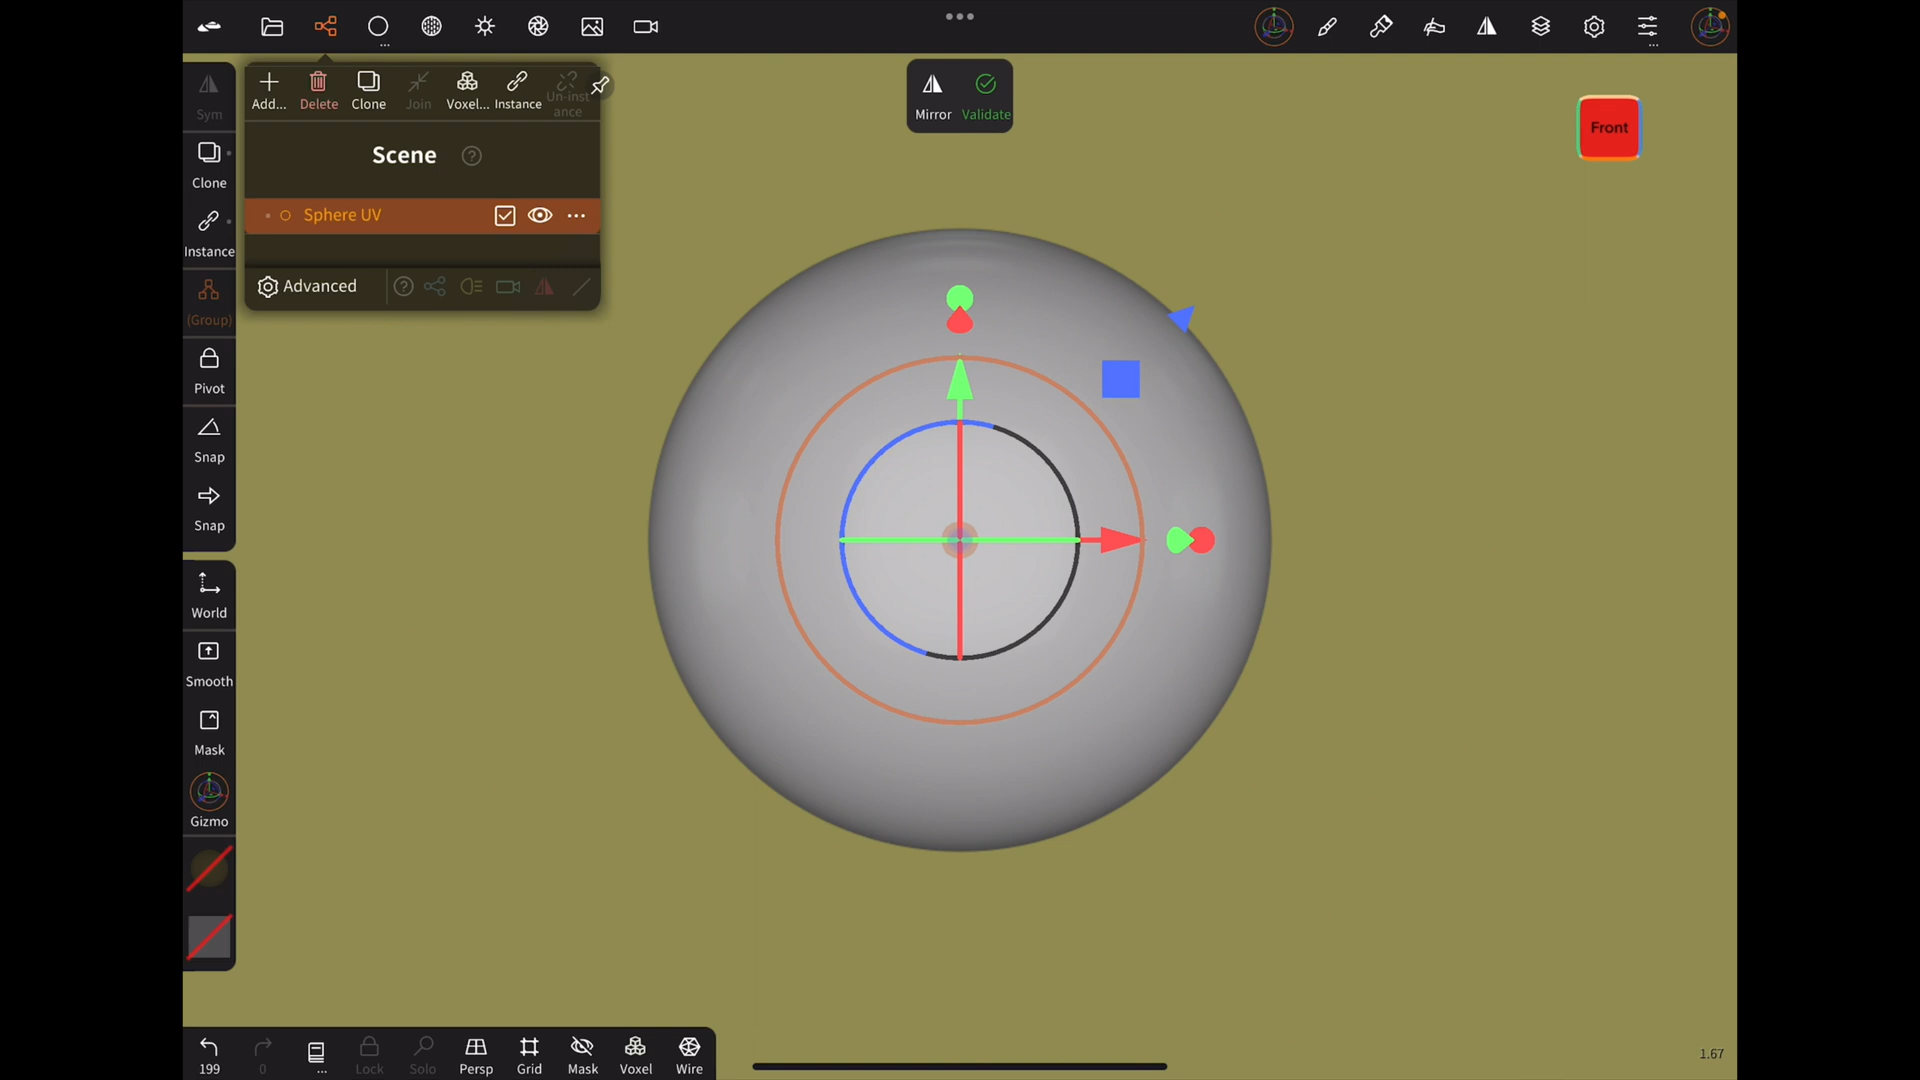 Add... Delete Clone Join Voxel... Instance Un-inst
ance
Mirror Validate
Front
Sym
Scene ?
Clone
Sphere UV ...
Instance
Advanced ?
(Group)
Pivot
Snap
Snap
World
Smooth
Mask
Gizmo
199 0 ... Lock Solo Persp Grid Mask Voxel Wire
1.67